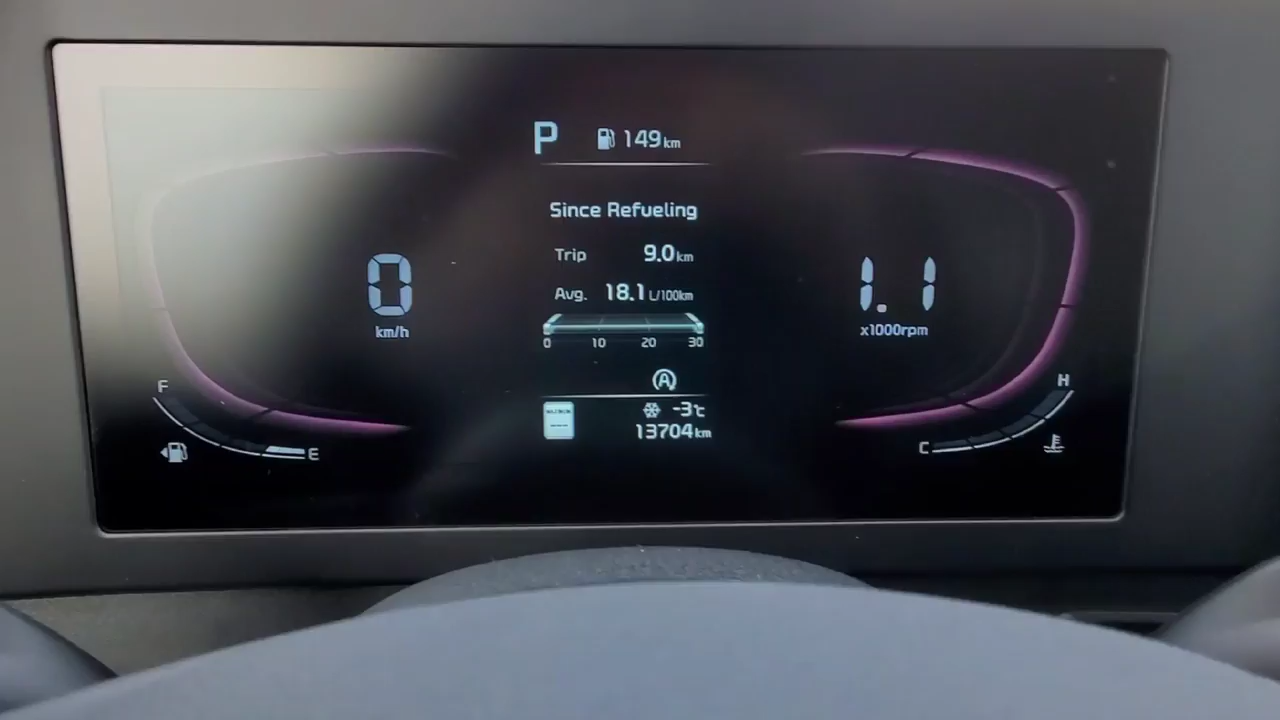 P 149km
Since Refueling
Trip 9.0km
Avg. 18.1 L/100km
0 10 20 30
0
km/h
1.1
x1000rpm
F
E
A
-3°C
13704km
H
C